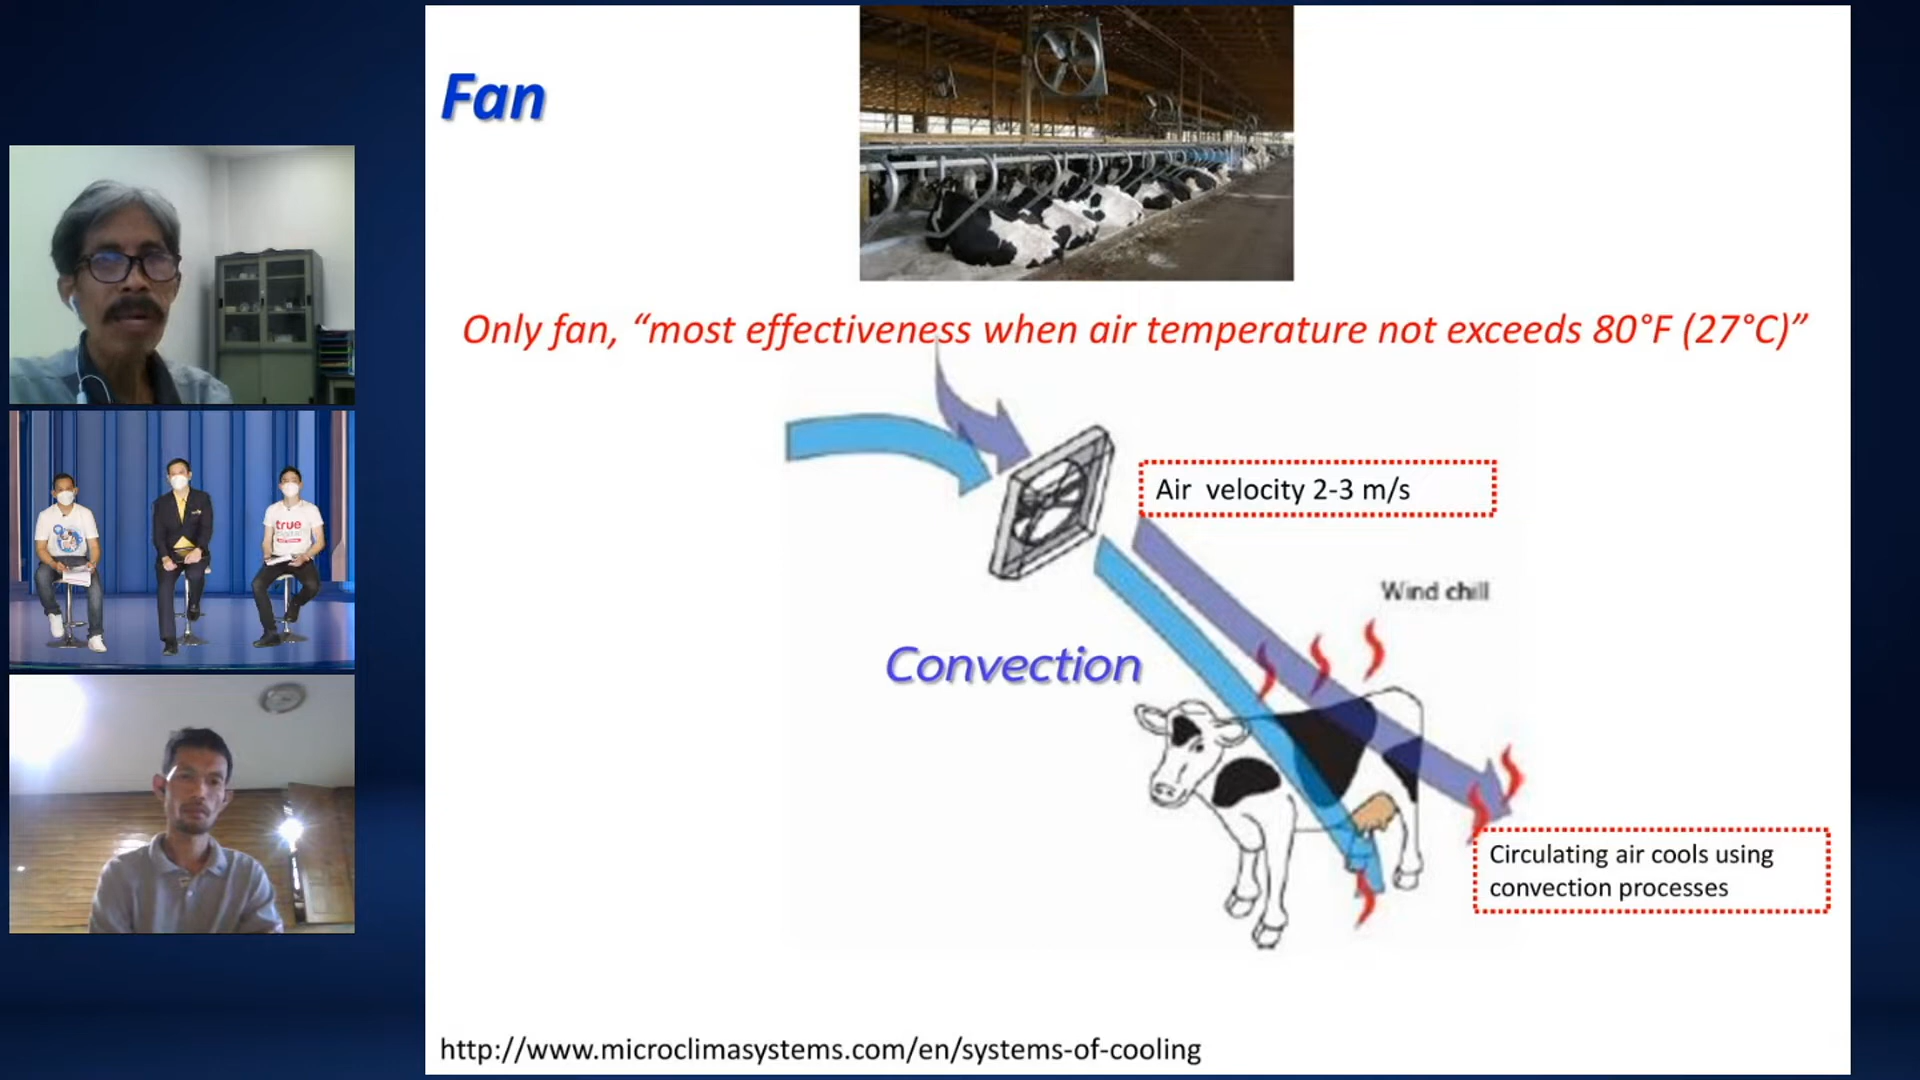 Fan
Only fan, “most effectiveness when air temperature not exceeds 80°F (27°C)”
Air velocity 2-3 m/s
Wind chill
Convection
Circulating air cools using
convection processes
http://www.microclimasystems.com/en/systems-of-cooling
true